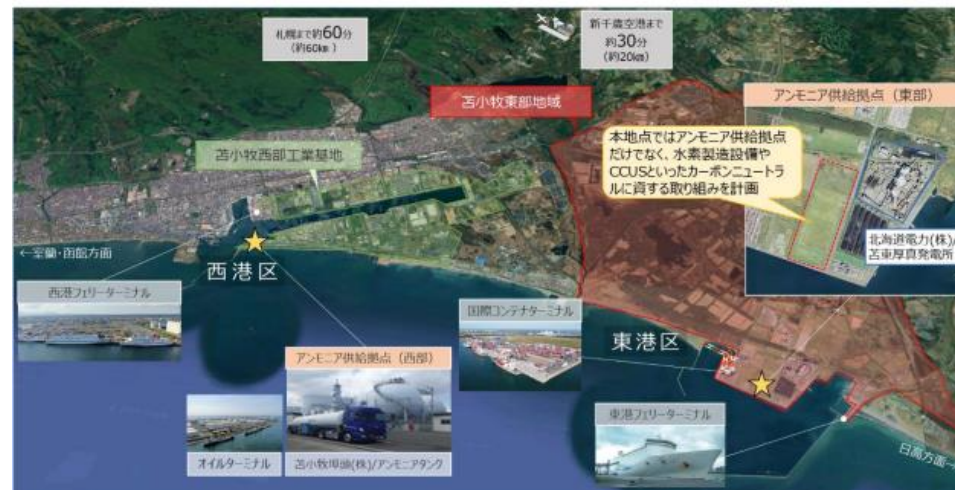 札幌まで約60分
(約60km)
新千歳空港まで
約30分
(約20km)
苫小牧東部地域
アンモニア供給拠点（東部）
本地点ではアンモニア供給拠点
だけでなく、水素製造設備や
CCUSといったカーボンニュートラ
ルに資する取り組みを計画
苫小牧西部工業基地
北海道電力(株)/
苫東厚真発電所
←室蘭・函館方面
西港区
西港フェリーターミナル
国際コンテナターミナル
東港区
アンモニア供給拠点（西部）
東港フェリーターミナル
オイルターミナル
苫小牧埠頭(株)/アンモニアタンク
日高方面→